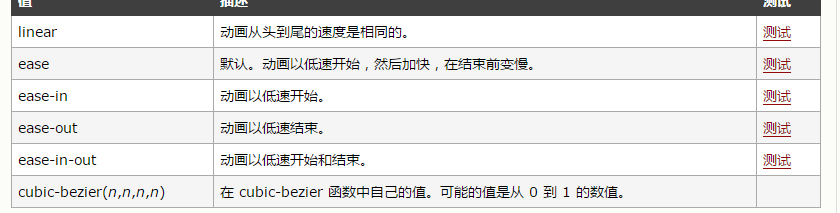 值 描述 测试
linear 动画从头到尾的速度是相同的。 测试
ease 默认。动画以低速开始，然后加快，在结束前变慢。 测试
ease-in 动画以低速开始。 测试
ease-out 动画以低速结束。 测试
ease-in-out 动画以低速开始和结束。 测试
cubic-bezier(n,n,n,n) 在 cubic-bezier 函数中自己的值。可能的值是从 0 到 1 的数值。